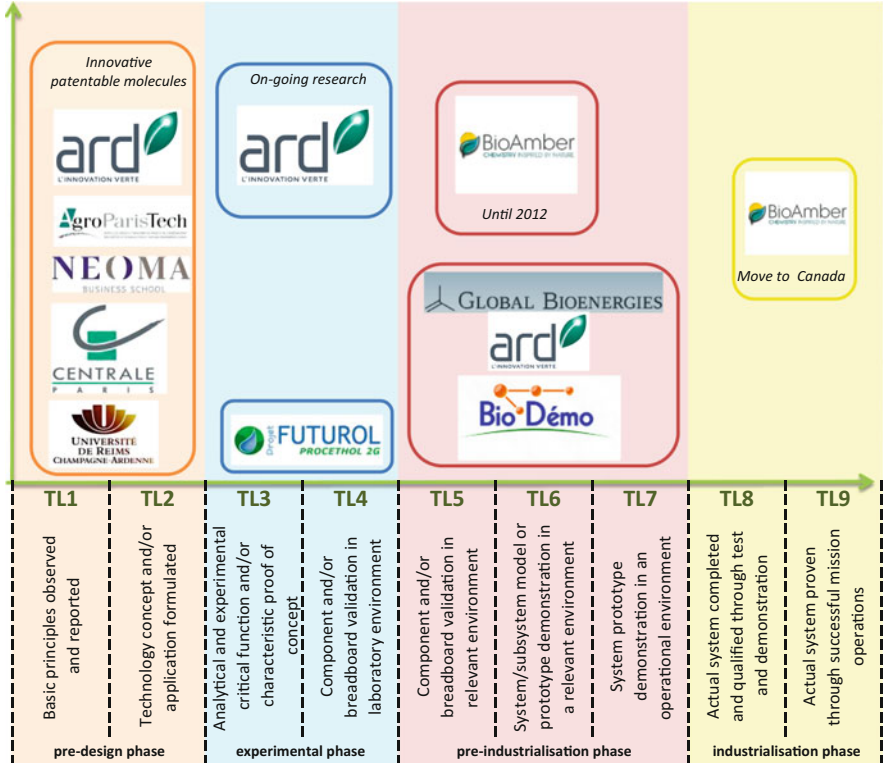 Innovative
patentable molecules
ard
L'INNOVATION VERTE
AgroParisTech
NEOMA
BUSINESS SCHOOL
CENTRALE
PARIS
UNIVERSITÉ
DE REIMS
CHAMPAGNE-ARDENNE
On-going research
ard
L'INNOVATION VERTE
Projet
FUTUROL
PROCETHOL 2G
BioAmber
CHEMISTRY INSPIRED BY NATURE
Until 2012
GLOBAL BIOENERGIES
ard
L'INNOVATION VERTE
Bio Démo
BioAmber
CHEMISTRY INSPIRED BY NATURE
Move to Canada
TL1
TL2
TL3
TL4
TL5
TL6
TL7
TL8
TL9
Basic principles observed
and reported
Technology concept and/or
application formulated
Analytical and experimental
critical function and/or
characteristic proof of
concept
Component and/or
breadboard validation in
laboratory environment
Component and/or
breadboard validation in
relevant environment
System/subsystem model or
prototype demonstration in
a relevant environment
System prototype
demonstration in an
operational environment
Actual system completed
and qualified through test
and demonstration
Actual system proven
through successful mission
operations
pre-design phase
experimental phase
pre-industrialisation phase
industrialisation phase